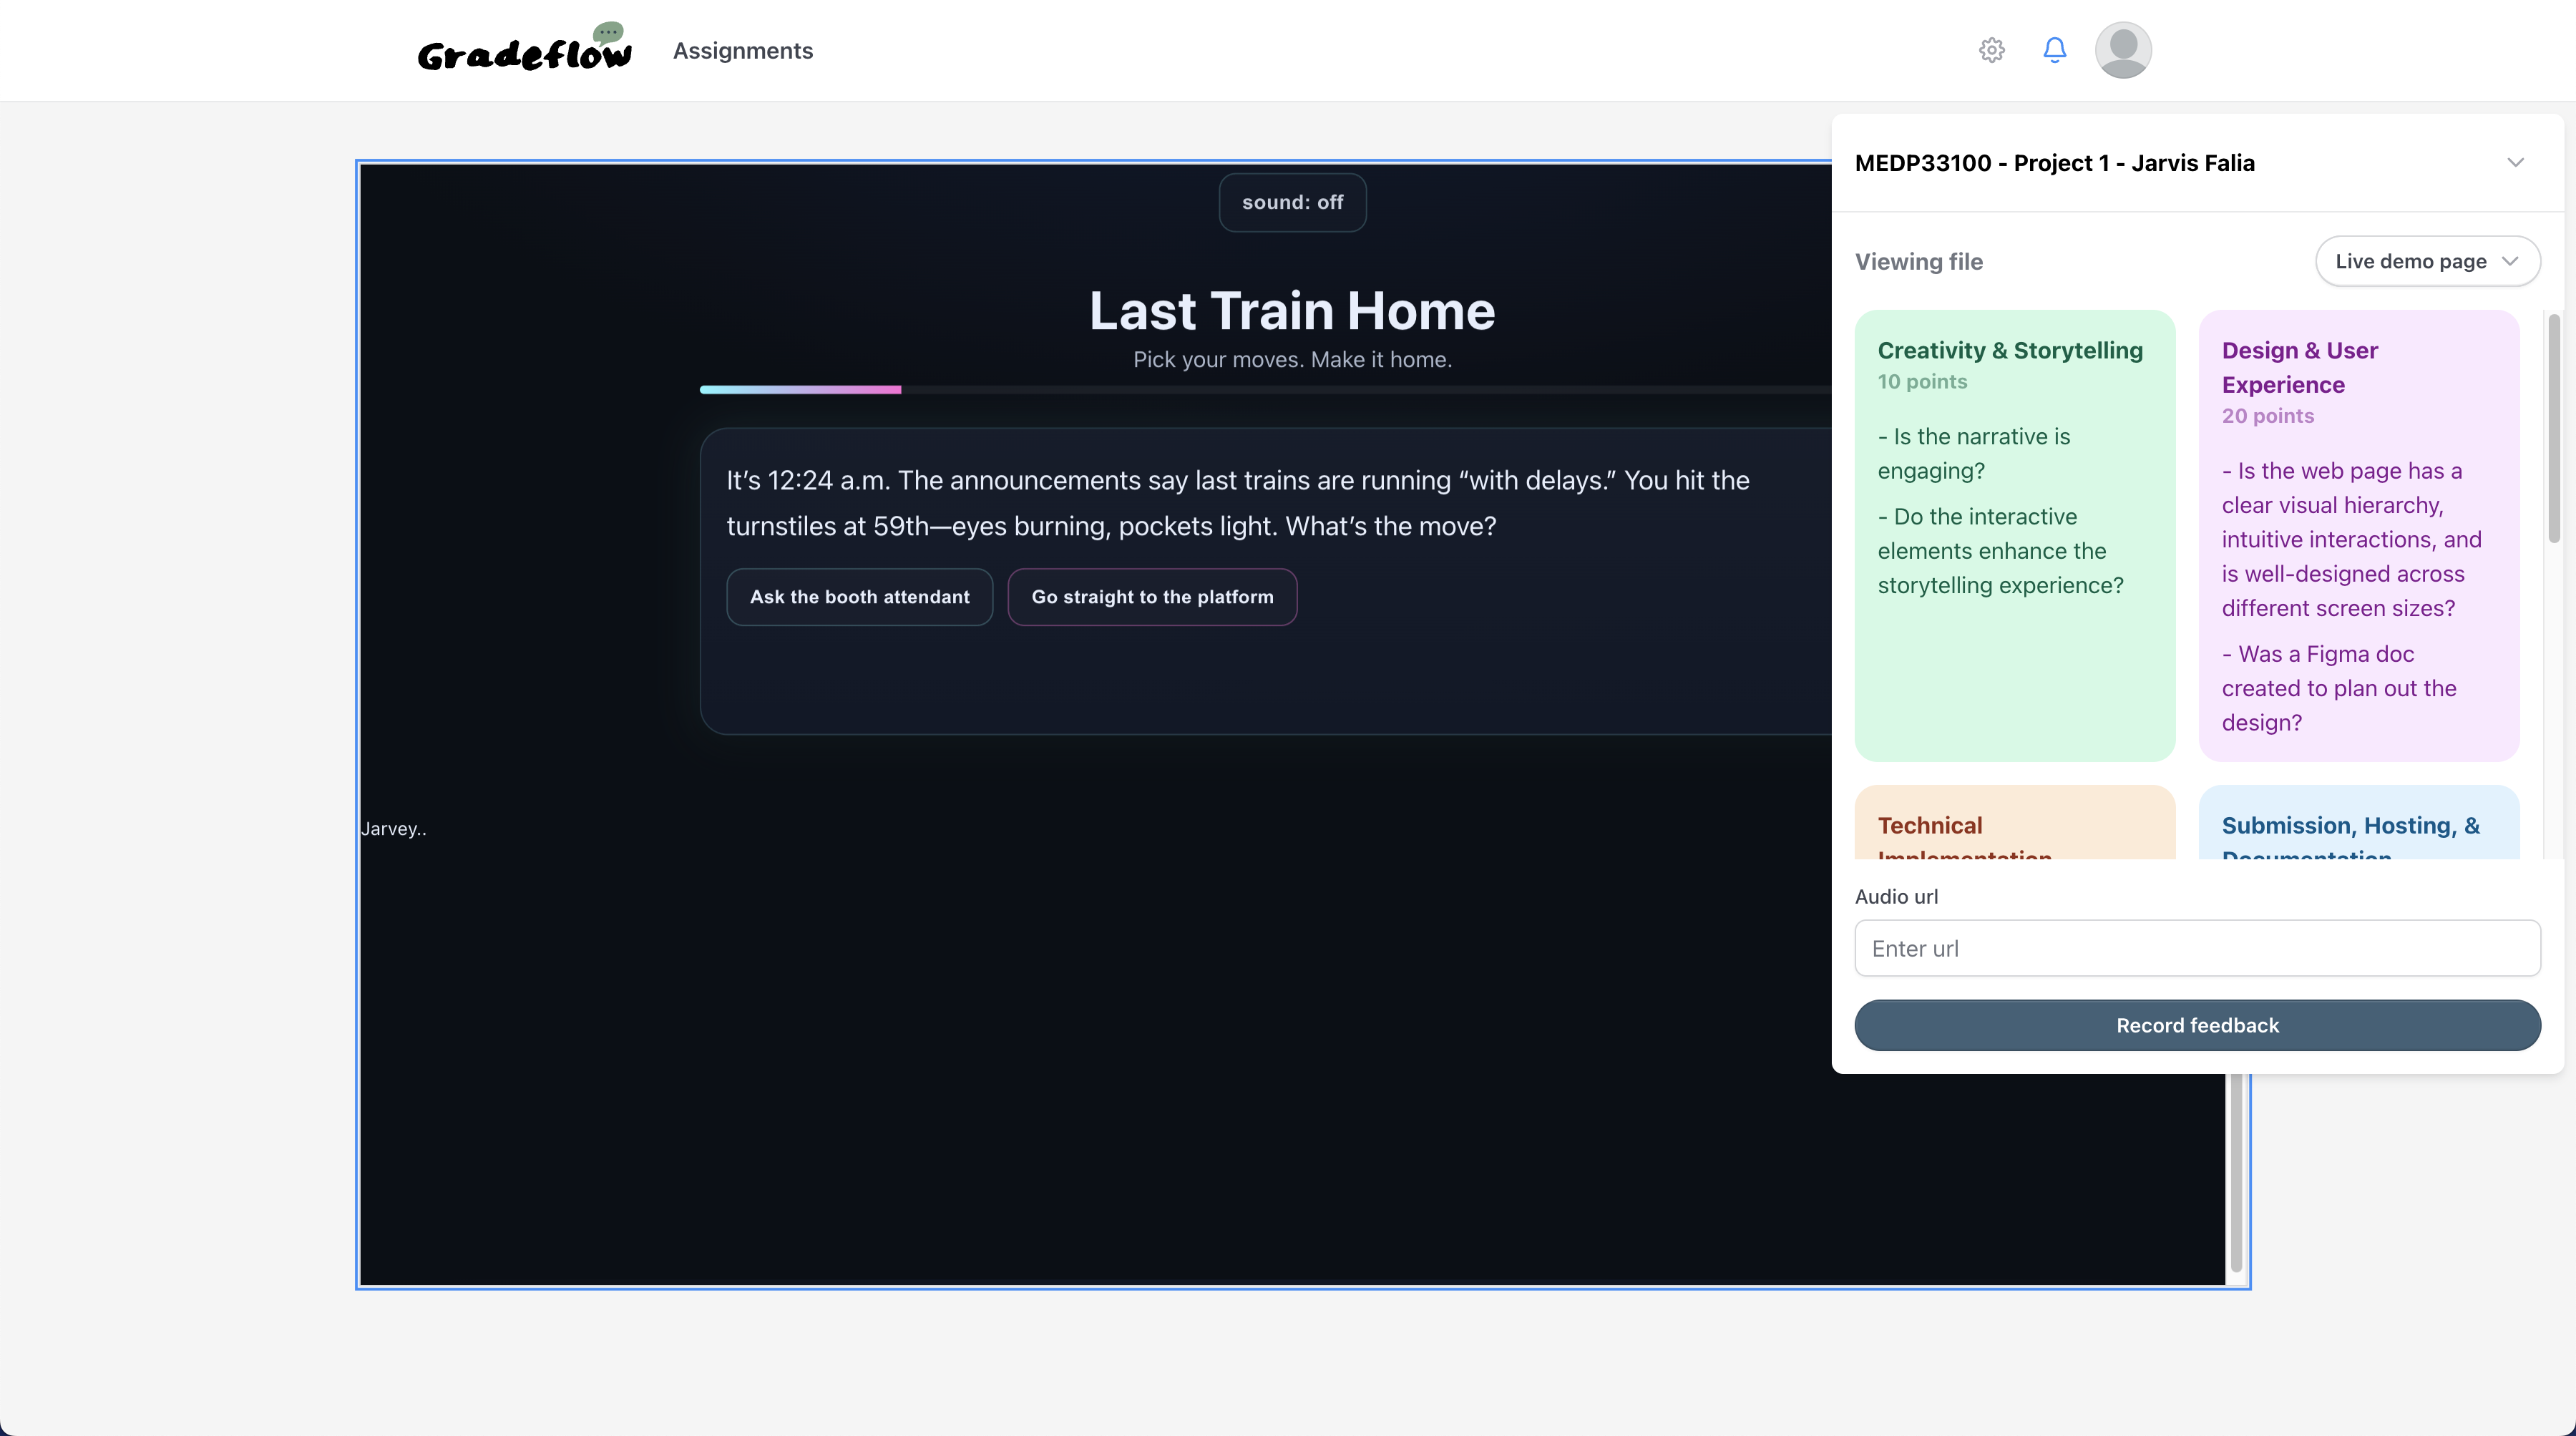 Gradeflow
Assignments
sound: off
Last Train Home
Pick your moves. Make it home.
It’s 12:24 a.m. The announcements say last trains are running “with delays.” You hit the
turnstiles at 59th—eyes burning, pockets light. What’s the move?
Ask the booth attendant
Go straight to the platform
Jarvey..
MEDP33100 - Project 1 - Jarvis Falia
Viewing file
Live demo page
Creativity & Storytelling
10 points
- Is the narrative is
engaging?
- Do the interactive
elements enhance the
storytelling experience?
Design & User
Experience
20 points
- Is the web page has a
clear visual hierarchy,
intuitive interactions, and
is well-designed across
different screen sizes?
- Was a Figma doc
created to plan out the
design?
Technical
Implementation
Submission, Hosting, &
Documentation
Audio url
Enter url
Record feedback